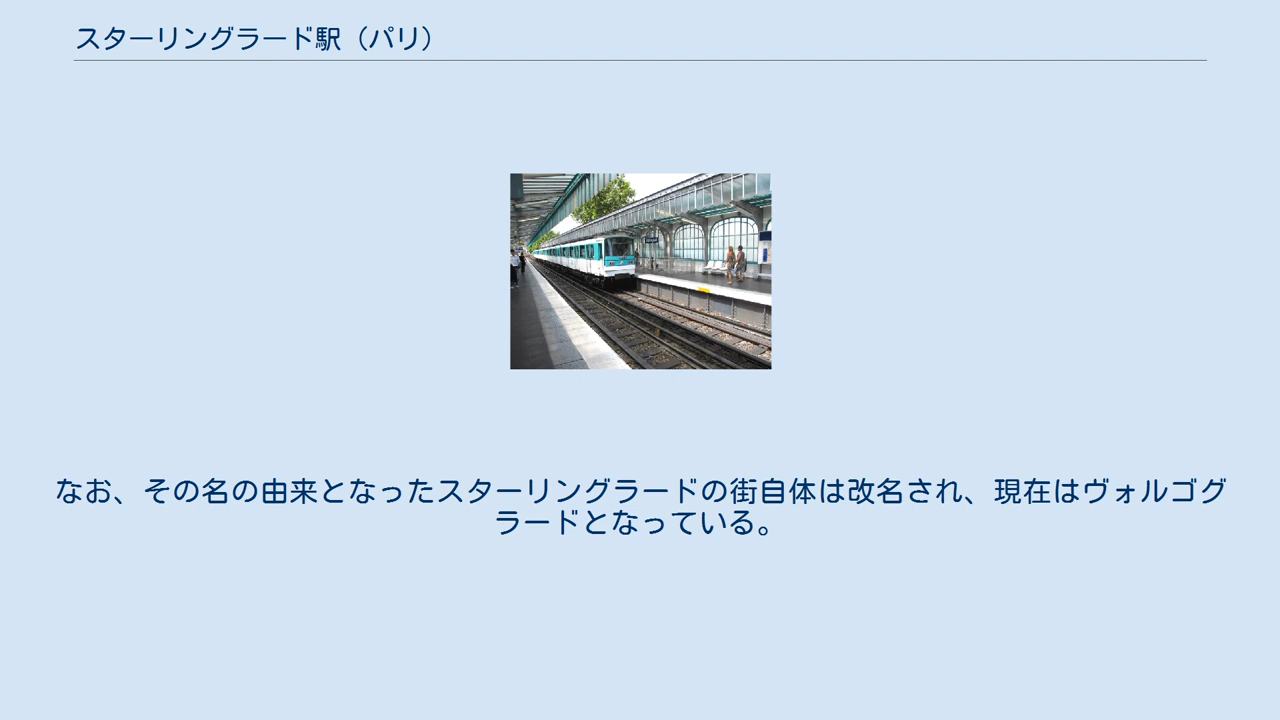 スターリングラード駅（パリ）
なお、その名の由来となったスターリングラードの街自体は改名され、現在はヴォルゴグ
ラードとなっている。